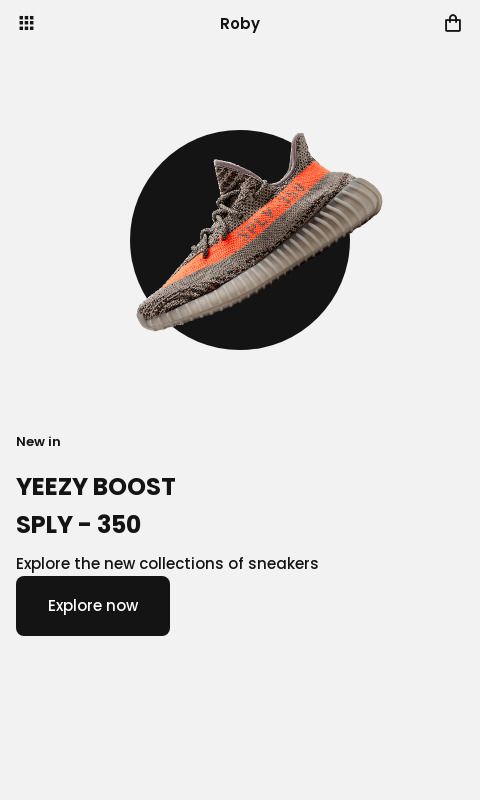 Roby
SPLY 350
New in
YEEZY BOOST
SPLY - 350
Explore the new collections of sneakers
Explore now